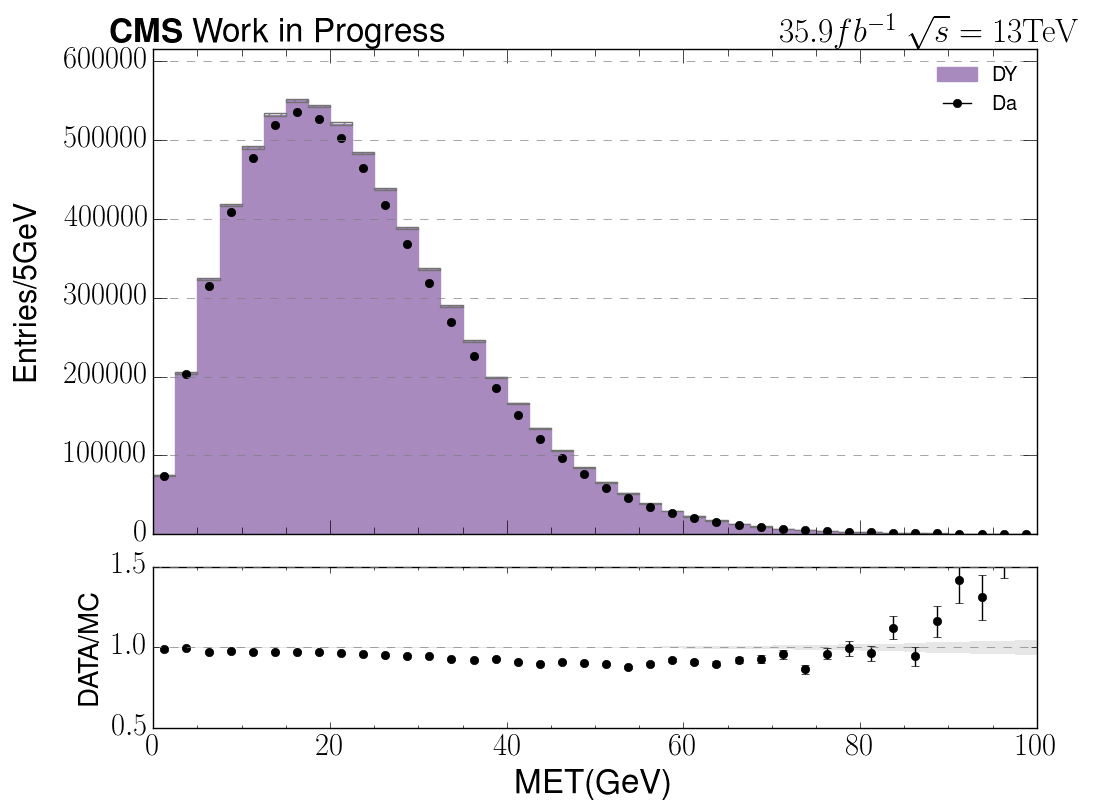 CMS Work in Progress
35.9fb⁻¹ √s = 13TeV
600000
500000
400000
300000
200000
100000
0
Entries/5GeV
DY
Da
1.5
1.0
0.5
DATA/MC
0 20 40 60 80 100
MET(GeV)